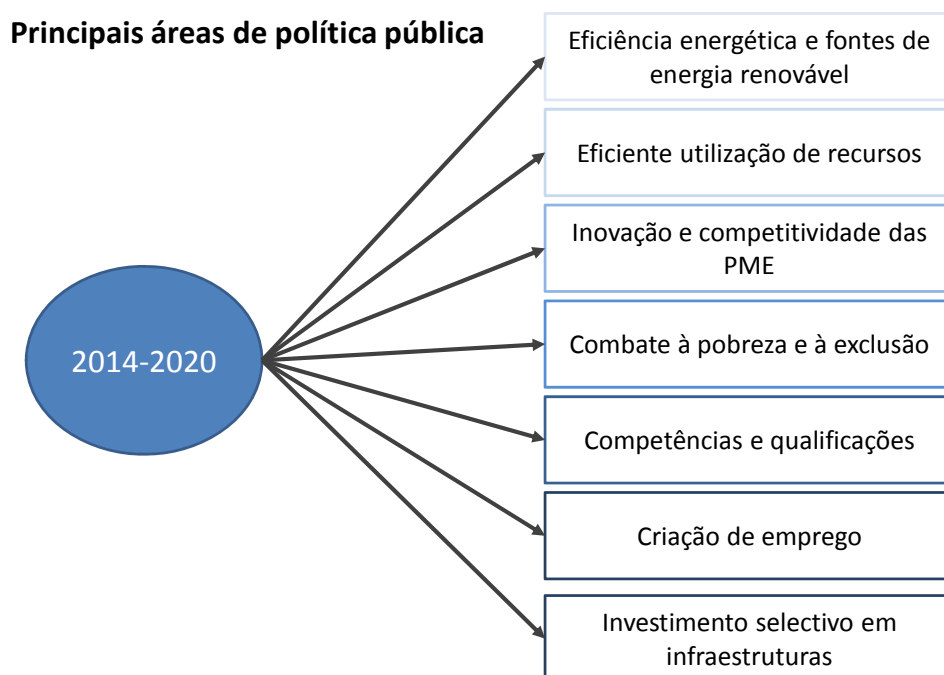 Principais áreas de política pública
Eficiência energética e fontes de
energia renovável
Eficiente utilização de recursos
Inovação e competitividade das
PME
2014-2020
Combate à pobreza e à exclusão
Competências e qualificações
Criação de emprego
Investimento selectivo em
infraestruturas